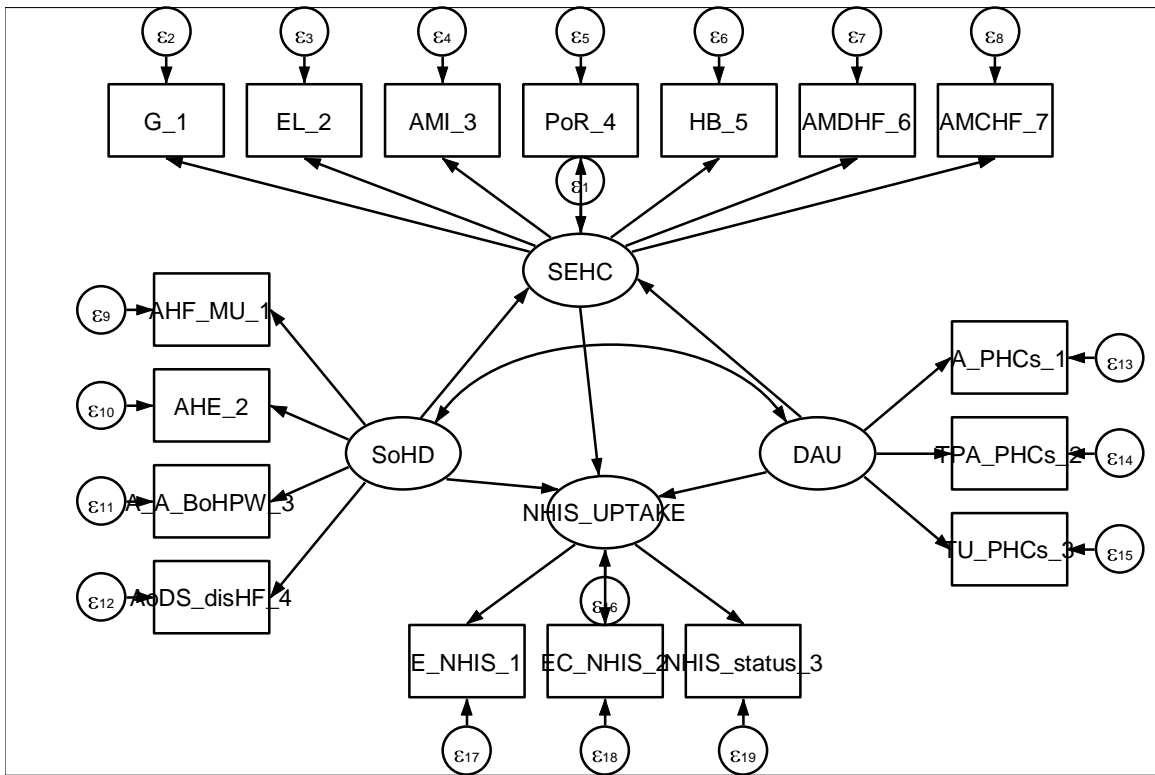 ε2 ε3 ε4 ε5 ε6 ε7 ε8
G_1 EL_2 AMI_3 PoR_4 HB_5 AMDHF_6 AMCHF_7
ε1
SEHC
ε9 AHF_MU_1
A_PHCs_1 ε13
ε10 AHE_2
SoHD DAU
TPA_PHCs_2 ε14
ε11 A_A_BoHPW_3
NHIS_UPTAKE
TU_PHCs_3 ε15
ε12 AoDS_disHF_4
ε16
E_NHIS_1 EC_NHIS_2 NHIS_status_3
ε17 ε18 ε19